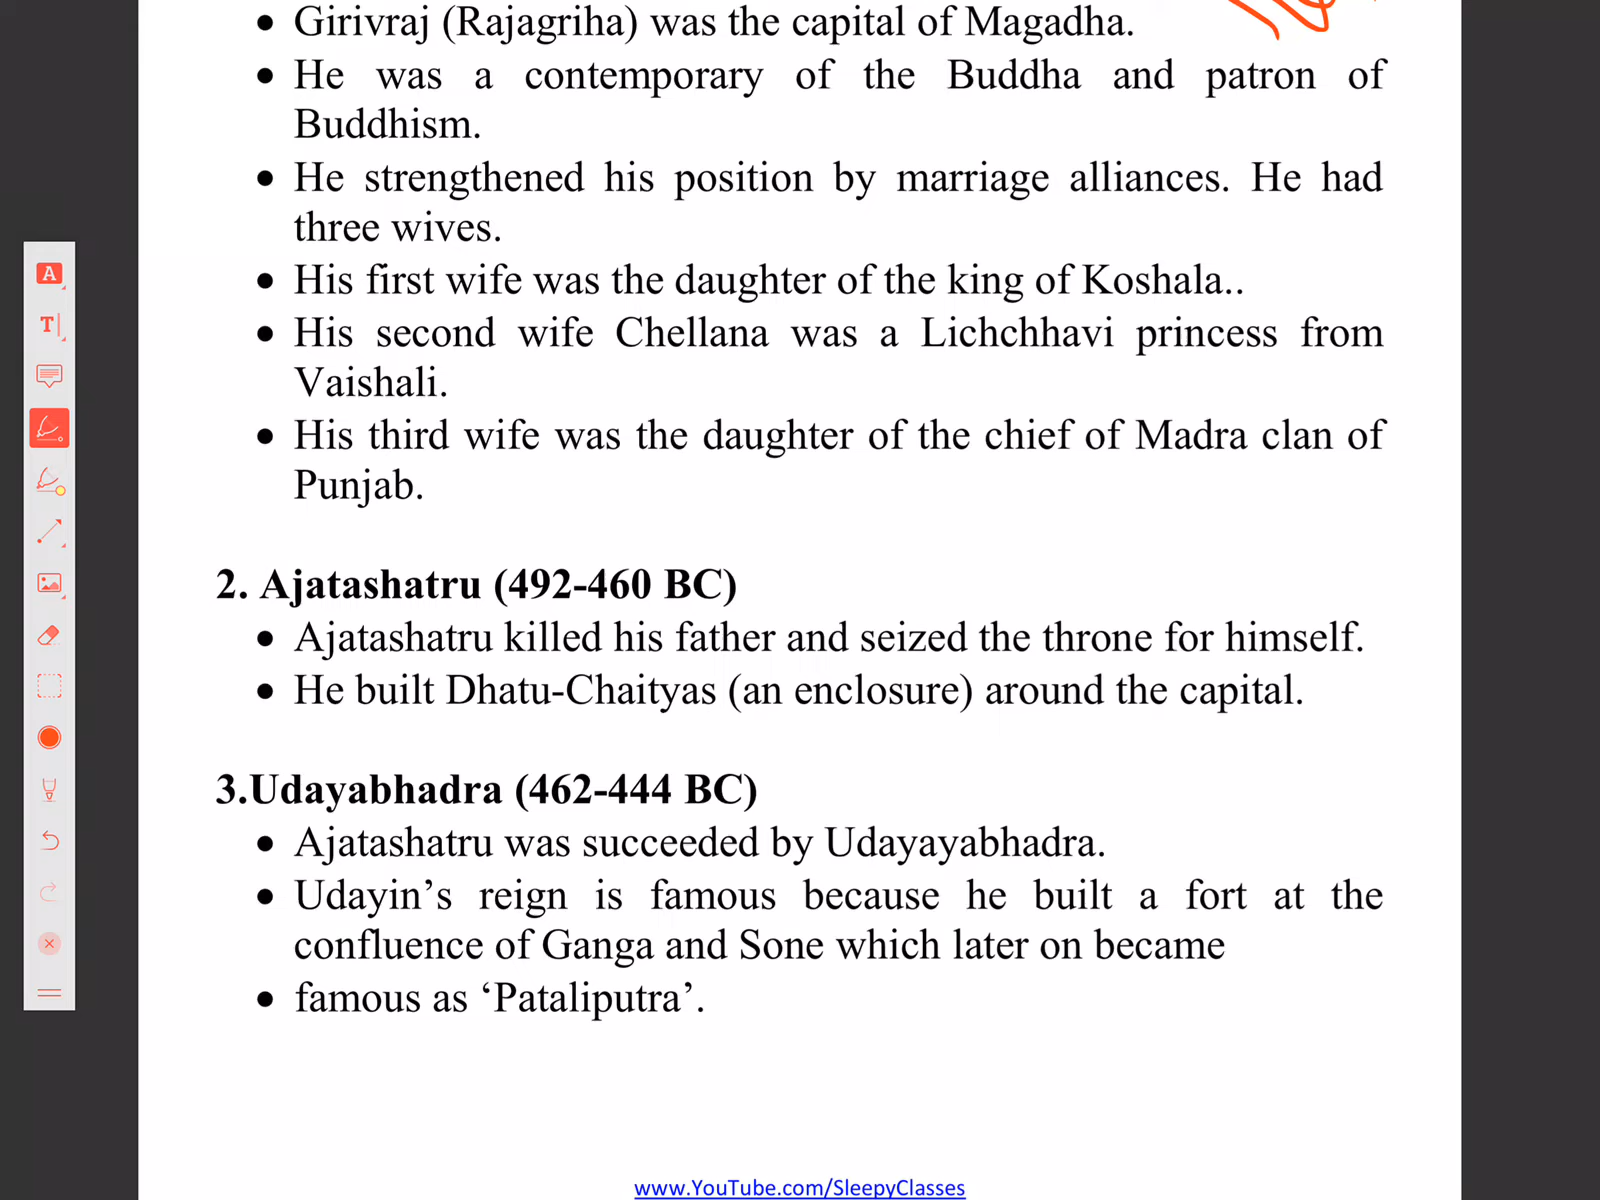 • Girivraj (Rajagriha) was the capital of Magadha.
• He was a contemporary of the Buddha and patron of
Buddhism.
• He strengthened his position by marriage alliances. He had
three wives.
• His first wife was the daughter of the king of Koshala..
• His second wife Chellana was a Lichchhavi princess from
Vaishali.
• His third wife was the daughter of the chief of Madra clan of
Punjab.
2. Ajatashatru (492-460 BC)
• Ajatashatru killed his father and seized the throne for himself.
• He built Dhatu-Chaityas (an enclosure) around the capital.
3.Udayabhadra (462-444 BC)
• Ajatashatru was succeeded by Udayayabhadra.
• Udayin’s reign is famous because he built a fort at the
confluence of Ganga and Sone which later on became
• famous as ‘Pataliputra’.
www.YouTube.com/SleepyClasses
A
T